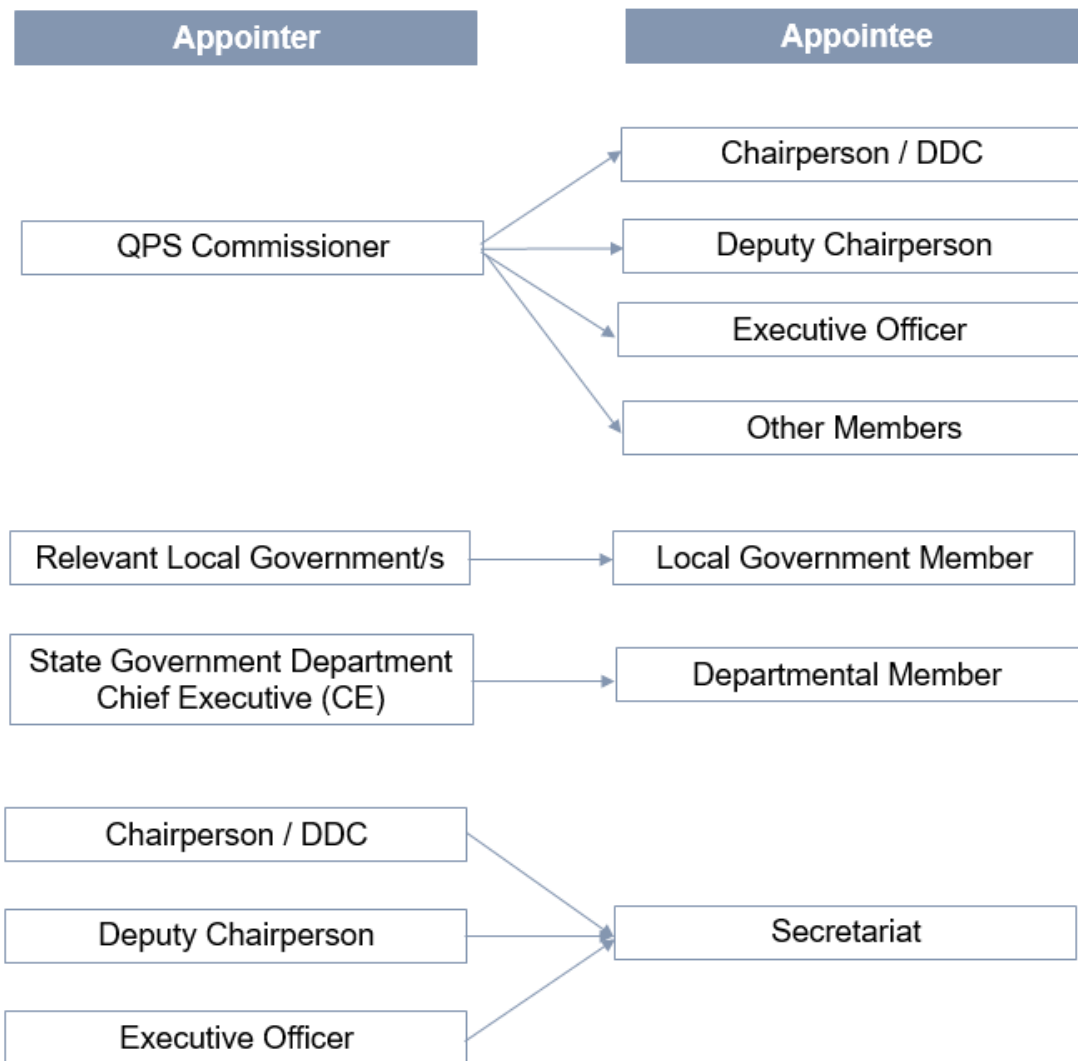 Appointer
Appointee
Chairperson / DDC
QPS Commissioner
Deputy Chairperson
Executive Officer
Other Members
Relevant Local Government/s
Local Government Member
State Government Department
Chief Executive (CE)
Departmental Member
Chairperson / DDC
Deputy Chairperson
Secretariat
Executive Officer